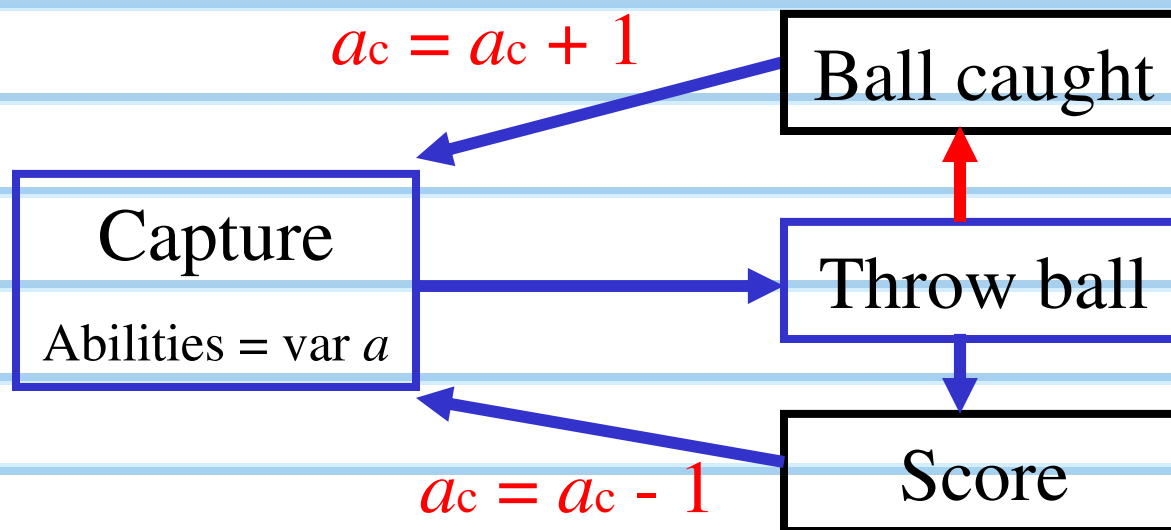 ac = ac + 1
Ball caught
Capture
Abilities = var a
Throw ball
Score
ac = ac - 1